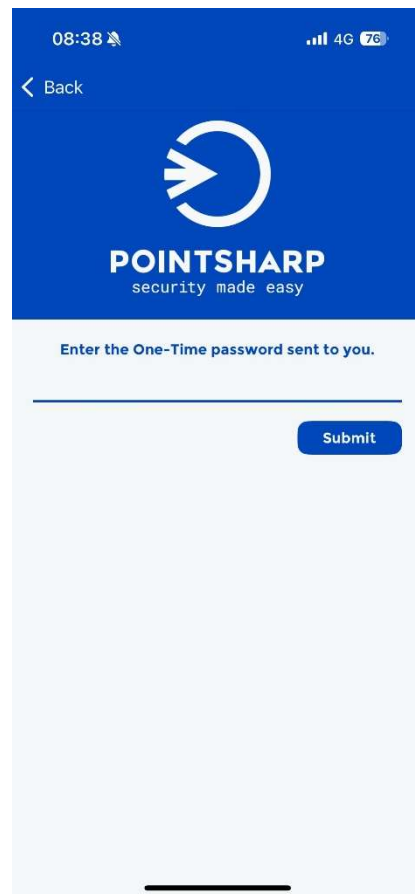 08:38 4G 76
Back
POINTSHARP
security made easy
Enter the One-Time password sent to you.
Submit